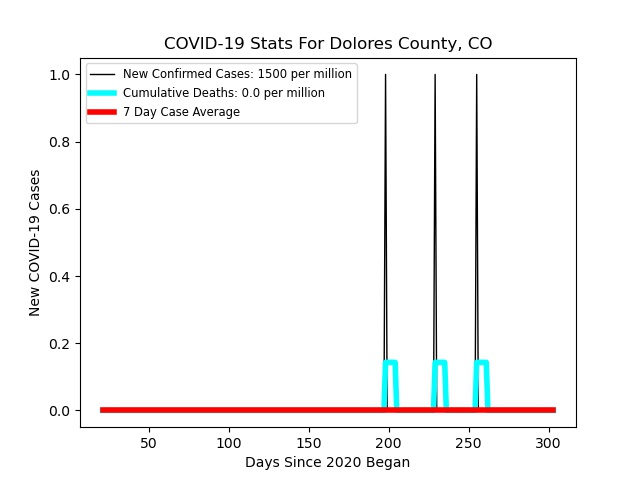 COVID-19 Stats For Dolores County, CO
New Confirmed Cases: 1500 per million
Cumulative Deaths: 0.0 per million
7 Day Case Average
New COVID-19 Cases
1.0
0.8
0.6
0.4
0.2
0.0
50 100 150 200 250 300
Days Since 2020 Began